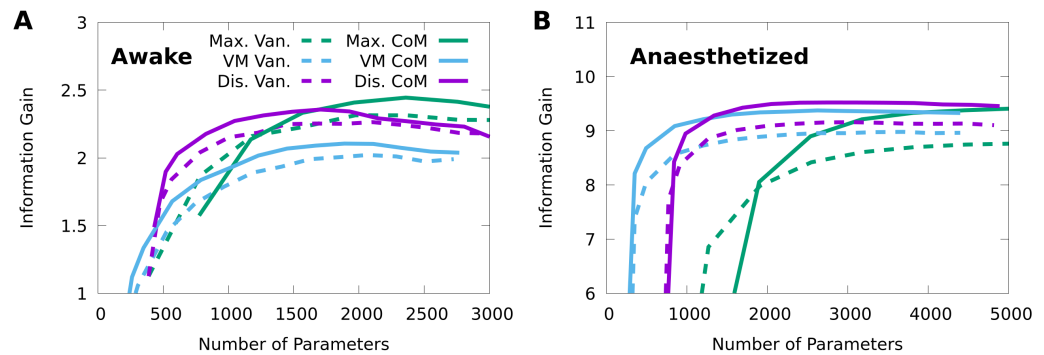 A
Awake
Max. Van.
Max. CoM
VM Van.
VM CoM
Dis. Van.
Dis. CoM
Information Gain
3
2.5
2
1.5
1
0
500
1000
1500
2000
2500
3000
Number of Parameters
B
Anaesthetized
Information Gain
11
10
9
8
7
6
0
1000
2000
3000
4000
5000
Number of Parameters